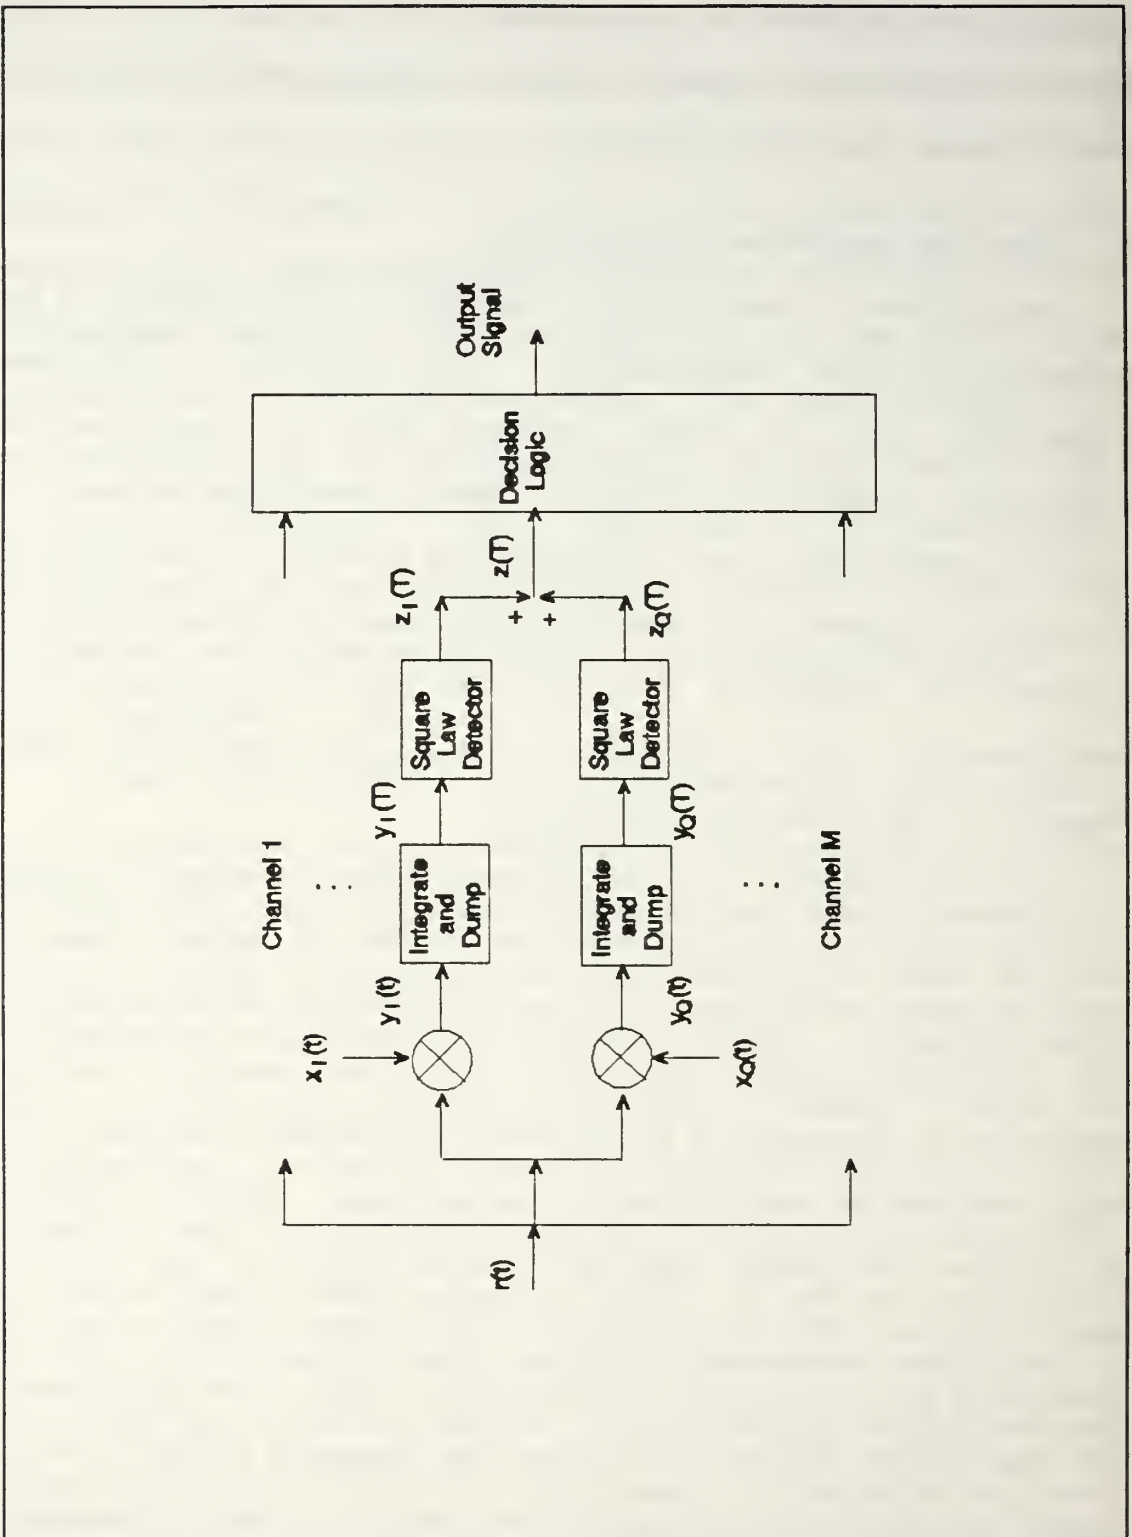 Channel 1
. . .
x_I(t)
y_I(t)
Integrate
and
Dump
y_I(T)
Square
Law
Detector
z_I(T)
r(t)
+
+
z(T)
Decision
Logic
Output
Signal
x_Q(t)
y_Q(t)
Integrate
and
Dump
y_Q(T)
Square
Law
Detector
z_Q(T)
. . .
Channel M